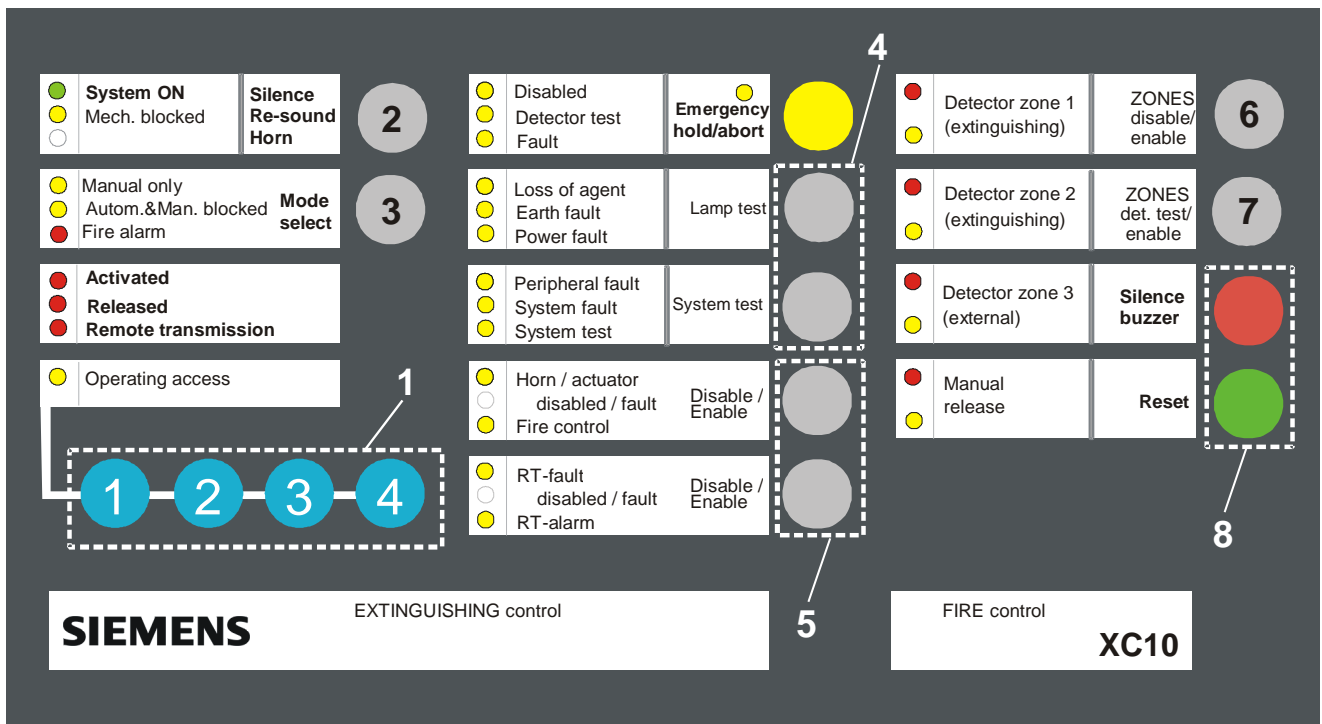 4
System ON
Mech. blocked
Silence
Re-sound
Horn
2
Disabled
Detector test
Fault
Emergency
hold/abort
Detector zone 1
(extinguishing)
ZONES
disable/
enable
6
Manual only
Autom.&Man. blocked
Fire alarm
Mode
select
3
Loss of agent
Earth fault
Power fault
Lamp test
Detector zone 2
(extinguishing)
ZONES
det. test/
enable
7
Activated
Released
Remote transmission
Peripheral fault
System fault
System test
System test
Detector zone 3
(external)
Silence
buzzer
Operating access
1
Horn / actuator
disabled / fault
Fire control
Disable /
Enable
Manual
release
Reset
1 2 3 4
RT-fault
disabled / fault
RT-alarm
Disable /
Enable
8
5
SIEMENS
EXTINGUISHING control
FIRE control
XC10